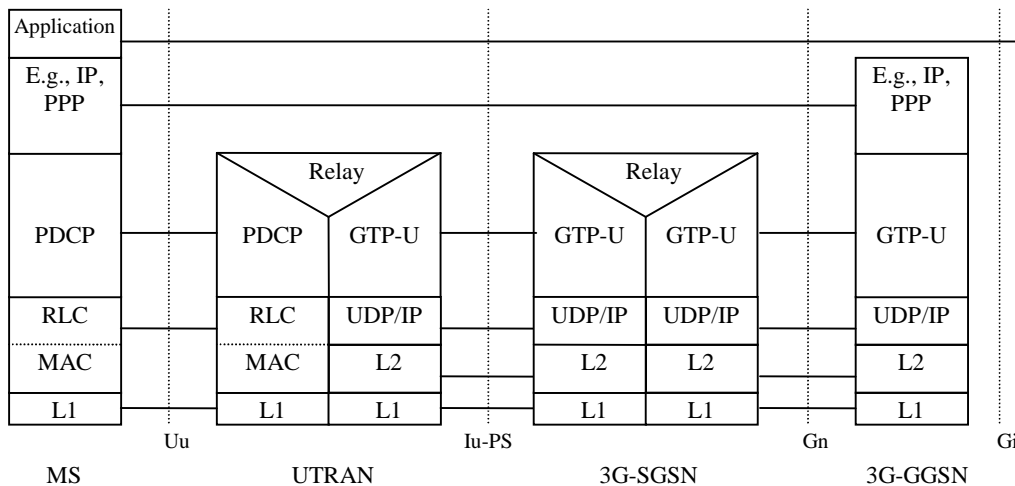 Application
E.g., IP,
PPP
E.g., IP,
PPP
Relay
Relay
PDCP
PDCP
GTP-U
GTP-U
GTP-U
GTP-U
RLC
RLC
UDP/IP
UDP/IP
UDP/IP
UDP/IP
MAC
MAC
L2
L2
L2
L2
L1
L1
L1
L1
L1
L1
Uu
Iu-PS
Gn
Gi
MS
UTRAN
3G-SGSN
3G-GGSN